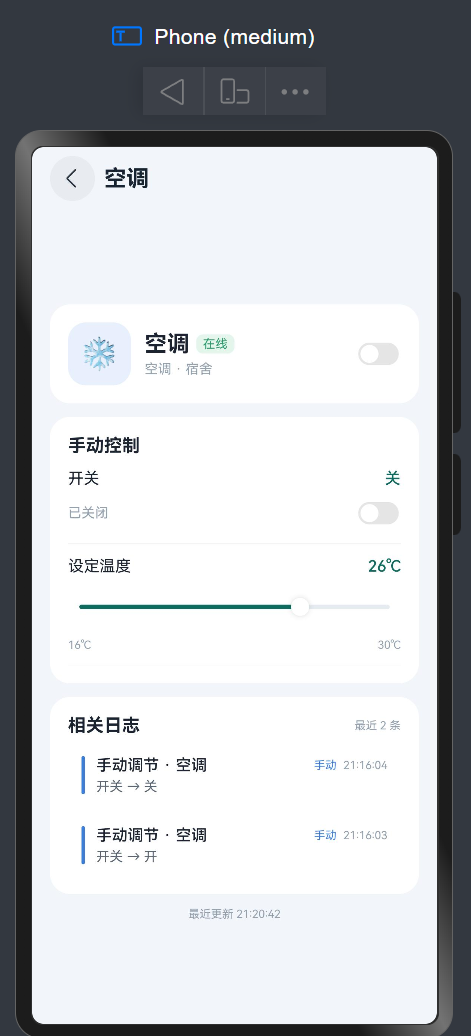 Phone (medium)
空调
空调 在线
空调 · 宿舍
手动控制
开关 关
已关闭
设定温度 26℃
16℃ 30℃
相关日志 最近 2 条
手动调节 · 空调 手动 21:16:04
开关 → 关
手动调节 · 空调 手动 21:16:03
开关 → 开
最近更新 21:20:42